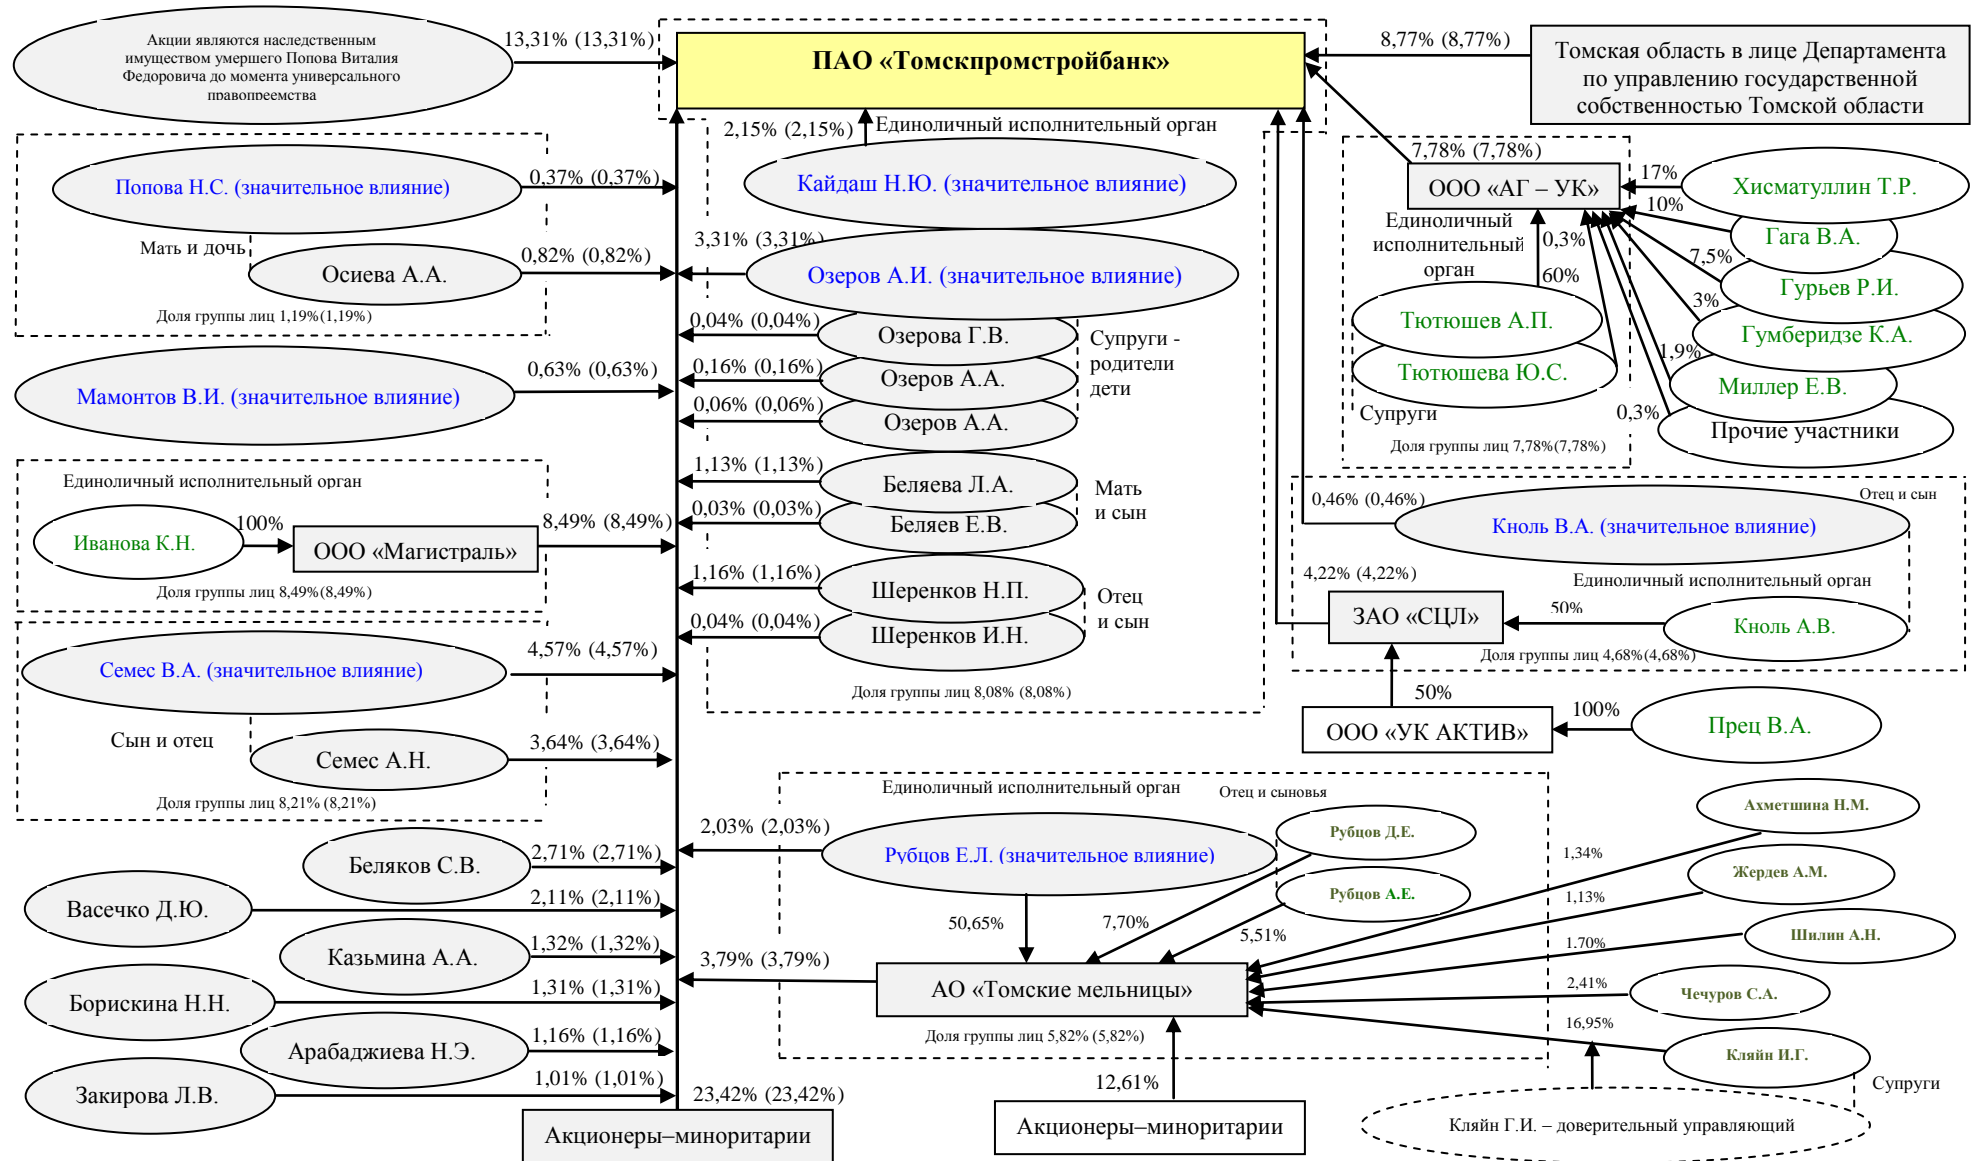 Акции являются наследственным
имуществом умершего Попова Виталия
Федоровича до момента универсального
правопреемства
13,31% (13,31%)
ПАО «Томскпромстройбанк»
8,77% (8,77%)
Томская область в лице Департамента
по управлению государственной
собственностью Томской области
2,15% (2,15%)
Единоличный исполнительный орган
Кайдаш Н.Ю. (значительное влияние)
Попова Н.С. (значительное влияние)
0,37% (0,37%)
Мать и дочь
Осиева А.А.
0,82% (0,82%)
Доля группы лиц 1,19%(1,19%)
3,31% (3,31%)
Озеров А.И. (значительное влияние)
0,04% (0,04%)
Озерова Г.В.
0,16% (0,16%)
Озеров А.А.
0,06% (0,06%)
Озеров А.А.
Супруги -
родители
дети
1,13% (1,13%)
Беляева Л.А.
0,03% (0,03%)
Беляев Е.В.
Мать
и сын
1,16% (1,16%)
Шеренков Н.П.
0,04% (0,04%)
Шеренков И.Н.
Отец
и сын
Доля группы лиц 8,08% (8,08%)
7,78% (7,78%)
ООО «АГ – УК»
17%
Хисматуллин Т.Р.
10%
Гага В.А.
7,5%
Гурьев Р.И.
3%
Гумберидзе К.А.
1,9%
Миллер Е.В.
0,3%
Прочие участники
Единоличный
исполнительный
орган
0,3%
60%
Тютюшев А.П.
Тютюшева Ю.С.
Супруги
Доля группы лиц 7,78%(7,78%)
Мамонтов В.И. (значительное влияние)
0,63% (0,63%)
Единоличный исполнительный орган
Иванова К.Н.
100%
ООО «Магистраль»
8,49% (8,49%)
Доля группы лиц 8,49%(8,49%)
0,46% (0,46%)
Отец и сын
Кноль В.А. (значительное влияние)
4,22% (4,22%)
Единоличный исполнительный орган
ЗАО «СЦЛ»
50%
Кноль А.В.
Доля группы лиц 4,68%(4,68%)
50%
ООО «УК АКТИВ»
100%
Прец В.А.
Семес В.А. (значительное влияние)
4,57% (4,57%)
Сын и отец
Семес А.Н.
3,64% (3,64%)
Доля группы лиц 8,21% (8,21%)
Беляков С.В.
2,71% (2,71%)
Васечко Д.Ю.
2,11% (2,11%)
Казьмина А.А.
1,32% (1,32%)
Борискина Н.Н.
1,31% (1,31%)
Арабаджиева Н.Э.
1,16% (1,16%)
Закирова Л.В.
1,01% (1,01%)
23,42% (23,42%)
Акционеры–миноритарии
Единоличный исполнительный орган
Отец и сыновья
2,03% (2,03%)
Рубцов Е.Л. (значительное влияние)
Рубцов Д.Е.
Рубцов А.Е.
50,65%
7,70%
5,51%
3,79% (3,79%)
АО «Томские мельницы»
Доля группы лиц 5,82% (5,82%)
12,61%
Акционеры–миноритарии
Ахметшина Н.М.
1,34%
Жердев А.М.
1,13%
Шилин А.Н.
1.70%
Чечуров С.А.
2,41%
16,95%
Кляйн И.Г.
Супруги
Кляйн Г.И. – доверительный управляющий